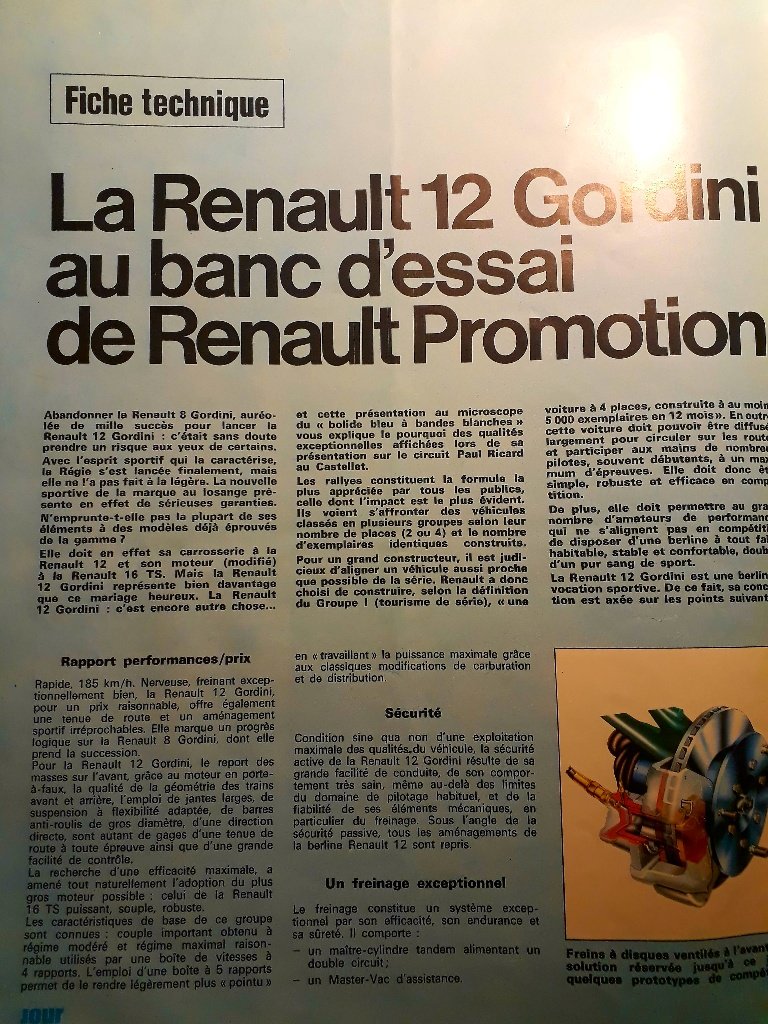 Fiche technique
La Renault 12 Gordini
au banc d'essai
de Renault Promotion
Abandonner la Renault 8 Gordini, auréo-
lée de mille succès pour lancer la
Renault 12 Gordini : c'était sans doute
prendre un risque aux yeux de certains.
Avec l'esprit sportif qui la caractérise,
la Régie s'est lancée finalement, mais
elle ne l'a pas fait à la légère. La nouvelle
sportive de la marque au losange pré-
sente en effet de sérieuses garanties.
N'emprunte-t-elle pas la plupart de ses
éléments à des modèles déjà éprouvés
de la gamme ?
Elle doit en effet sa carrosserie à la
Renault 12 et son moteur (modifié)
à la Renault 16 TS. Mais la Renault
12 Gordini représente bien davantage
que ce mariage heureux. La Renault
12 Gordini : c'est encore autre chose...
et cette présentation au microscope
du « bolide bleu à bandes blanches »
vous explique le pourquoi des qualités
exceptionnelles affichées lors de sa
présentation sur le circuit Paul Ricard
au Castellet.
Les rallyes constituent la formule la
plus appréciée par tous les publics,
celle dont l'impact est le plus évident.
Ils voient s'affronter des véhicules
classés en plusieurs groupes selon leur
nombre de places (2 ou 4) et le nombre
d'exemplaires identiques construits.
Pour un grand constructeur, il est judi-
cieux d'aligner un véhicule aussi proche
que possible de la série. Renault a donc
choisi de construire, selon la définition
du Groupe I (tourisme de série), « une
voiture à 4 places, construite à au moin
5 000 exemplaires en 12 mois». En outre
cette voiture doit pouvoir être diffusé
largement pour circuler sur les route
et participer aux mains de nombre
pilotes, souvent débutants, à un ma
mum d'épreuves. Elle doit donc êt
simple, robuste et efficace en comp
tition.
De plus, elle doit permettre au gra
nombre d'amateurs de performanc
qui ne s'alignent pas en compétiti
de disposer d'un berline à tout fai
habitable, stable et confortable, doub
d'un pur sang de sport.
La Renault 12 Gordini est une berlin
vocation sportive. De ce fait, sa conc
tion est axée sur les points suivant
Rapport performances/prix
Rapide, 185 km/h. Nerveuse, freinant excep-
tionnellement bien, la Renault 12 Gordini,
pour un prix raisonnable, offre également
une tenue de route et un aménagement
sportif irréprochables. Elle marque un progrès
logique sur la Renault 8 Gordini, dont elle
prend la succession.
Pour la Renault 12 Gordini, le report des
masses sur l'avant, grâce au moteur en porte-
à-faux, la qualité de la géométrie des trains
avant et arrière, l'emploi de jantes larges, de
suspension à flexibilité adaptée, de barres
anti-roulis de gros diamètre, d'une direction
directe, sont autant de gages d'une tenue de
route à toute épreuve ainsi que d'une grande
facilité de contrôle.
La recherche d'une efficacité maximale, a
amené tout naturellement l'adoption du plus
gros moteur possible : celui de la Renault
16 TS puissant, souple, robuste.
Les caractéristiques de base de ce groupe
sont connues : couple important obtenu à
régime modéré et régime maximal raison-
nable utilisés par une boîte de vitesses à
4 rapports. L'emploi d'une boîte à 5 rapports
permet de le rendre légèrement plus « pointu »
en « travaillant » la puissance maximale grâce
aux classiques modifications de carburation
et de distribution.
Sécurité
Condition sine qua non d'une exploitation
maximale des qualités du véhicule, la sécurité
active de la Renault 12 Gordini résulte de sa
grande facilité de conduite, de son compor-
tement très sain, même au-delà des limites
du domaine de pilotage habituel, et de la
fiabilité de ses éléments mécaniques, en
particulier du freinage. Sous l'angle de la
sécurité passive, tous les aménagements de
la berline Renault 12 sont repris.
Un freinage exceptionnel
Le freinage constitue un système excep-
tionnel par son efficacité, son endurance et
sa sûreté. Il comporte :
— un maître-cylindre tandem alimentant un
double circuit;
— un Master-Vac d'assistance.
Freins à disques ventilés à l'avant
solution réservée jusqu'à ce
quelques prototypes de compé
JOUR